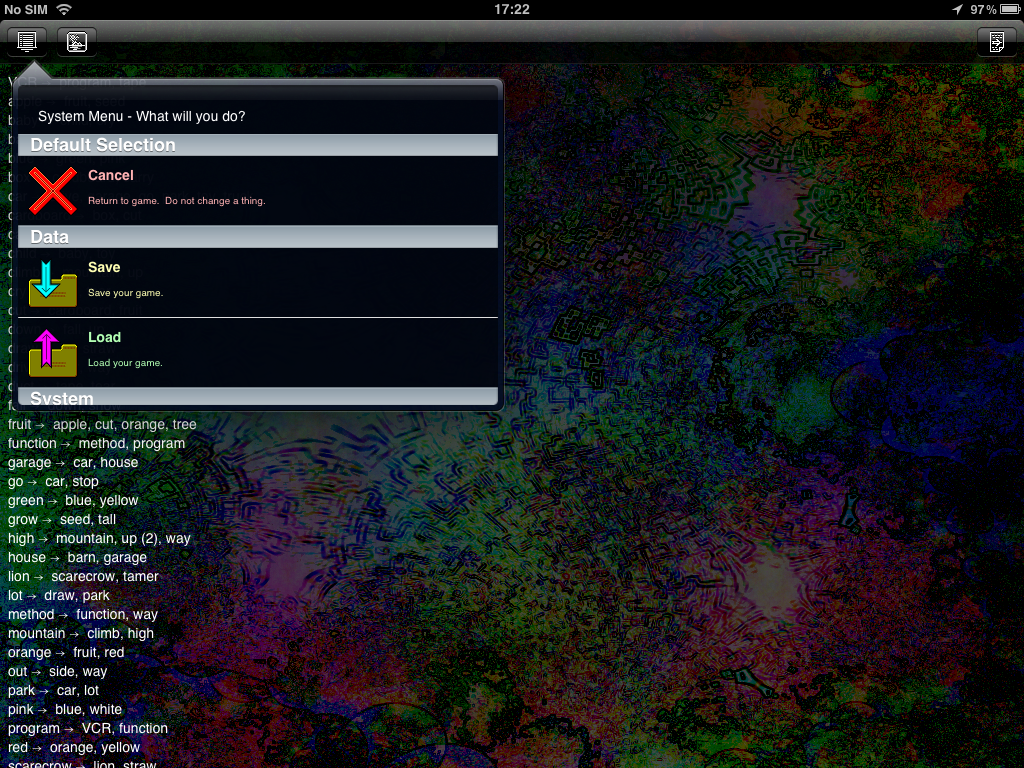 No SIM 17:22 97%
System Menu - What will you do?
Default Selection
Cancel
Return to game.  Do not change a thing.
Data
Save
Save your game.
Load
Load your game.
System
fruit → apple, cut, orange, tree
function → method, program
garage → car, house
go → car, stop
green → blue, yellow
grow → seed, tall
high → mountain, up (2), way
house → barn, garage
lion → scarecrow, tamer
lot → draw, park
method → function, way
mountain → climb, high
orange → fruit, red
out → side, way
park → car, lot
pink → blue, white
program → VCR, function
red → orange, yellow
scarecrow → lion, straw